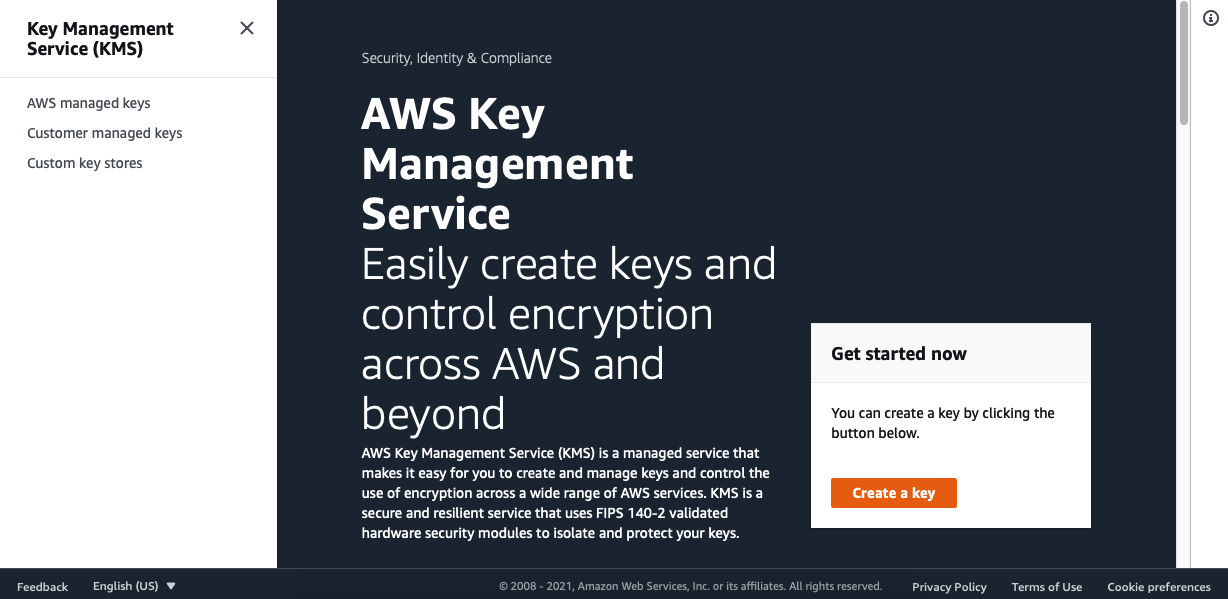 Key Management
Service (KMS)
AWS managed keys
Customer managed keys
Custom key stores
Security, Identity & Compliance
AWS Key
Management
Service
Easily create keys and
control encryption
across AWS and
beyond
AWS Key Management Service (KMS) is a managed service that
makes it easy for you to create and manage keys and control the
use of encryption across a wide range of AWS services. KMS is a
secure and resilient service that uses FIPS 140-2 validated
hardware security modules to isolate and protect your keys.
Get started now
You can create a key by clicking the
button below.
Create a key
Feedback English (US) © 2008 - 2021, Amazon Web Services, Inc. or its affiliates. All rights reserved. Privacy Policy Terms of Use Cookie preferences